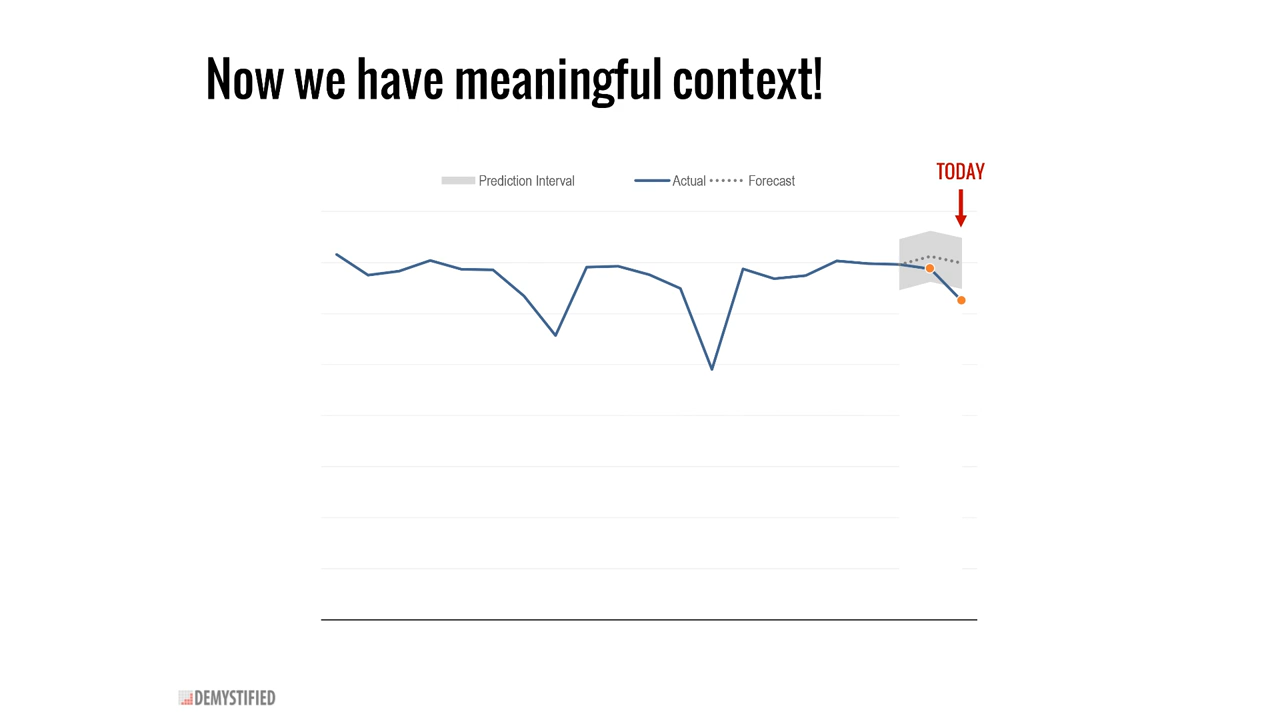 Now we have meaningful context!
TODAY
Prediction Interval Actual Forecast
DEMYSTIFIED